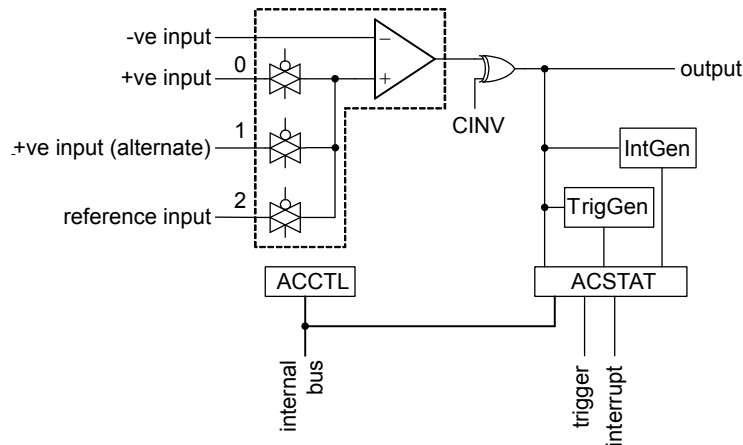 -ve input
−
+ve input
0
+
output
CINV
+ve input (alternate)
1
IntGen
TrigGen
reference input
2
ACCTL
ACSTAT
internal
bus
trigger
interrupt